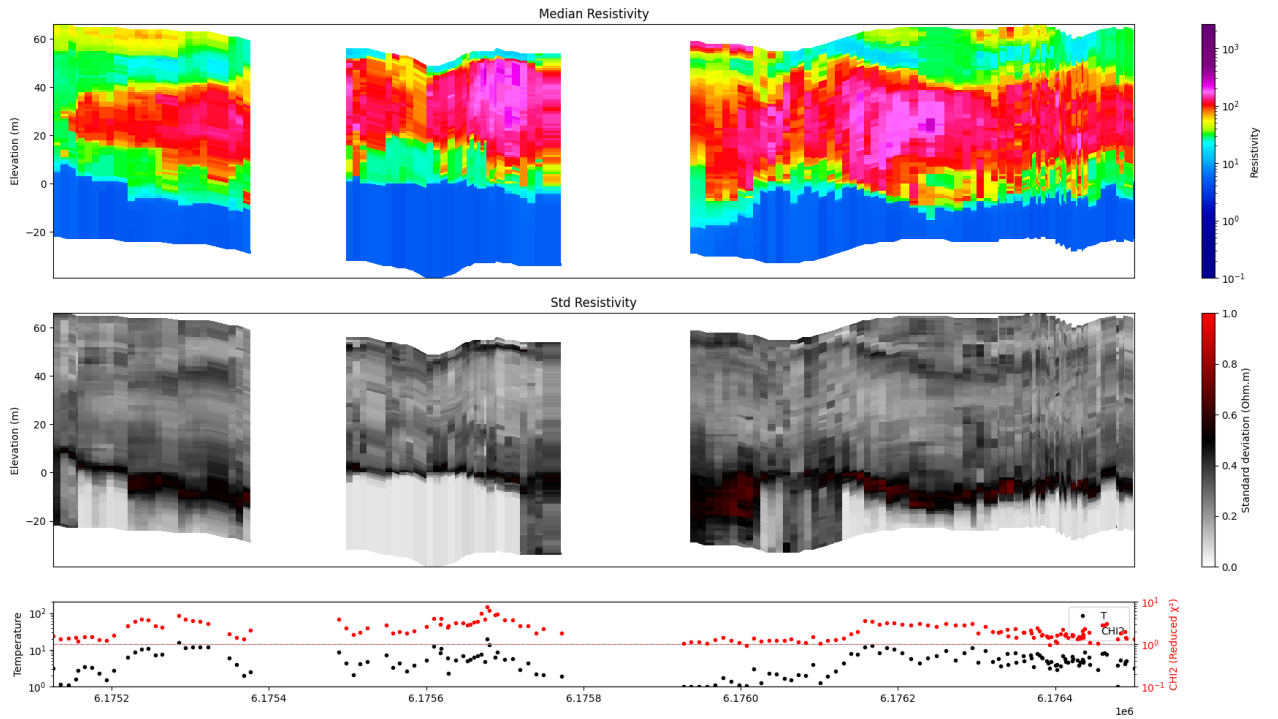 Median Resistivity
60
40
20
0
−20
Elevation (m)
10³
10²
10¹
10⁰
10⁻¹
Resistivity
Std Resistivity
60
40
20
0
−20
Elevation (m)
1.0
0.8
0.6
0.4
0.2
0.0
Standard deviation (Ohm.m)
10²
10¹
10⁰
Temperature
T
CHI2
10¹
10⁰
10⁻¹
CHI2 (Reduced χ²)
6.1752 6.1754 6.1756 6.1758 6.1760 6.1762 6.1764
1e6